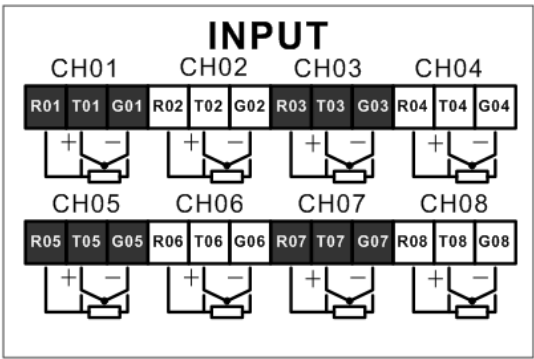 INPUT
CH01 CH02 CH03 CH04
R01 T01 G01 R02 T02 G02 R03 T03 G03 R04 T04 G04
+ − + − + − + −
CH05 CH06 CH07 CH08
R05 T05 G05 R06 T06 G06 R07 T07 G07 R08 T08 G08
+ − + − + − + −